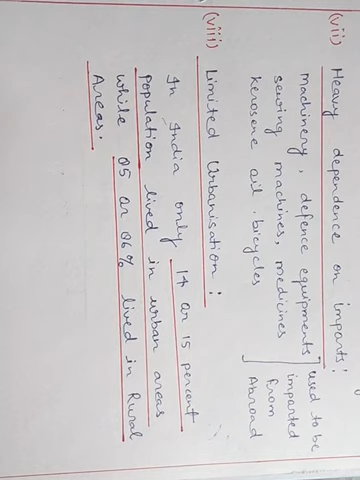 (vii) Heavy dependence on imports:
machinery, defence equipments
sewing machines, medicines
kerosene oil. bicycles
used to be
imported
from
Abroad
(viii) Limited Urbanisation:
In India only 14 or 15 percent
population lived in urban areas
while 85 or 86% lived in Rural
Areas.